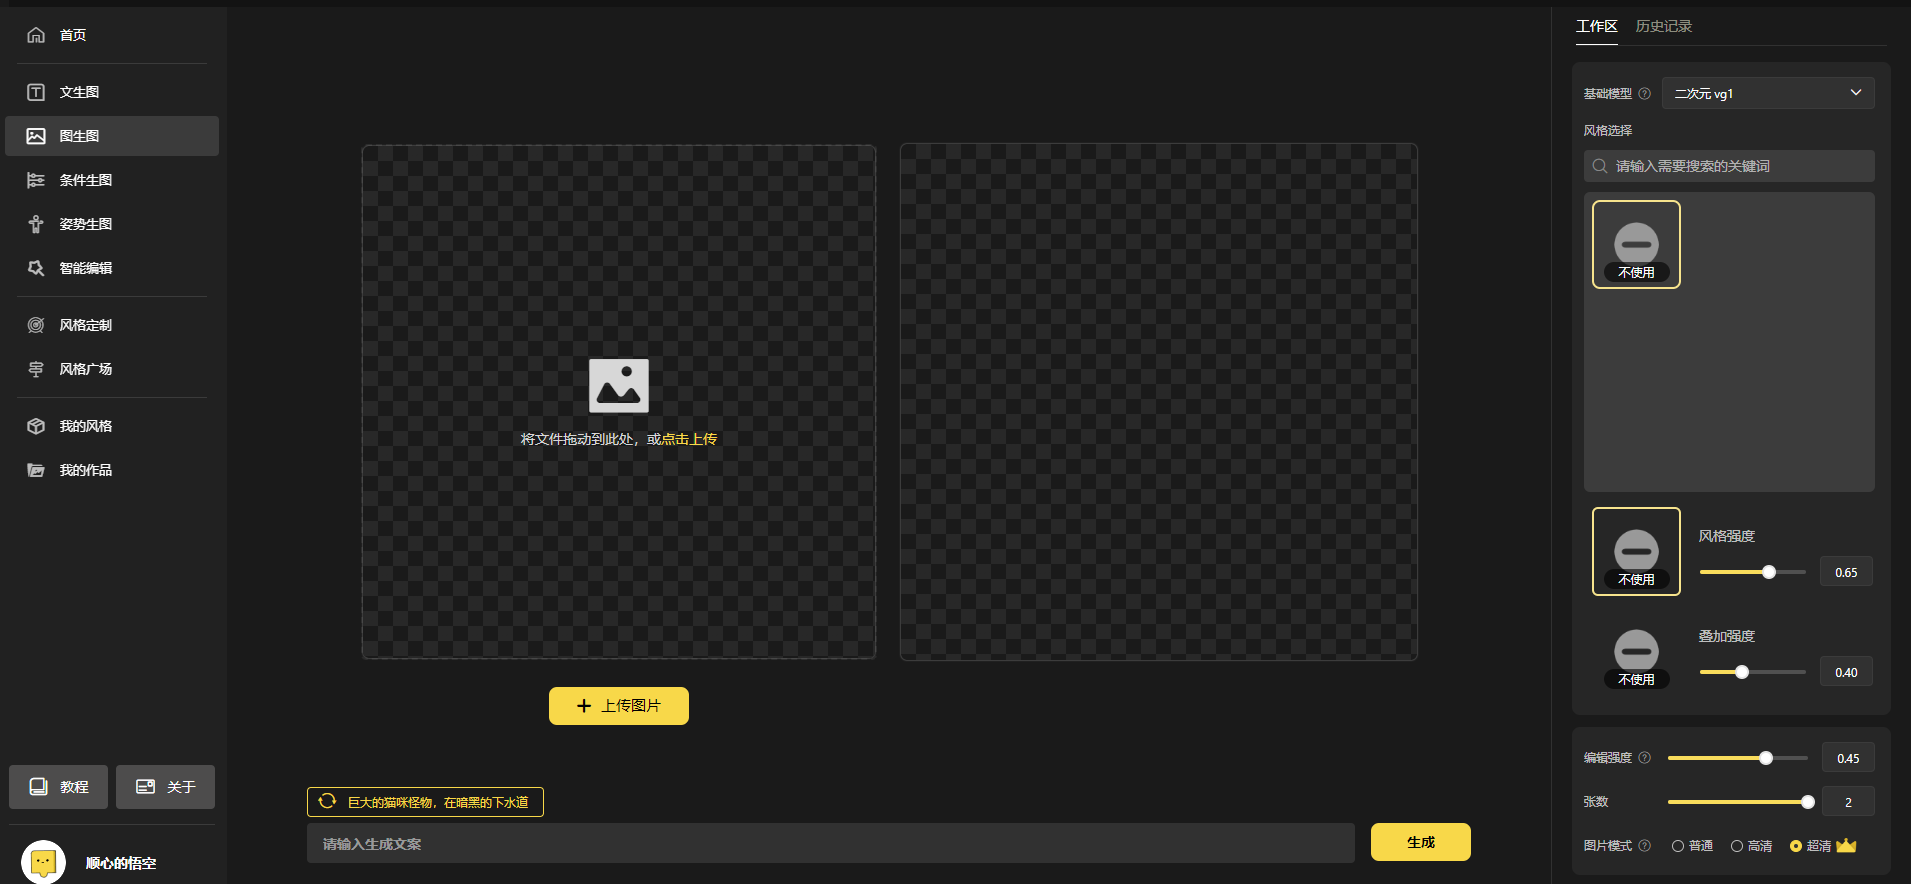 首页
文生图
图生图
条件生图
姿势生图
智能编辑
风格定制
风格广场
我的风格
我的作品
教程
关于
顺心的悟空
将文件拖动到此处，或点击上传
上传图片
巨大的猫咪怪物，在暗黑的下水道
请输入生成文案
生成
工作区 历史记录
基础模型 二次元 vg1
风格选择
请输入需要搜索的关键词
不使用
风格强度
0.65
不使用
叠加强度
0.40
不使用
编辑强度 0.45
张数 2
图片模式 普通 高清 超清